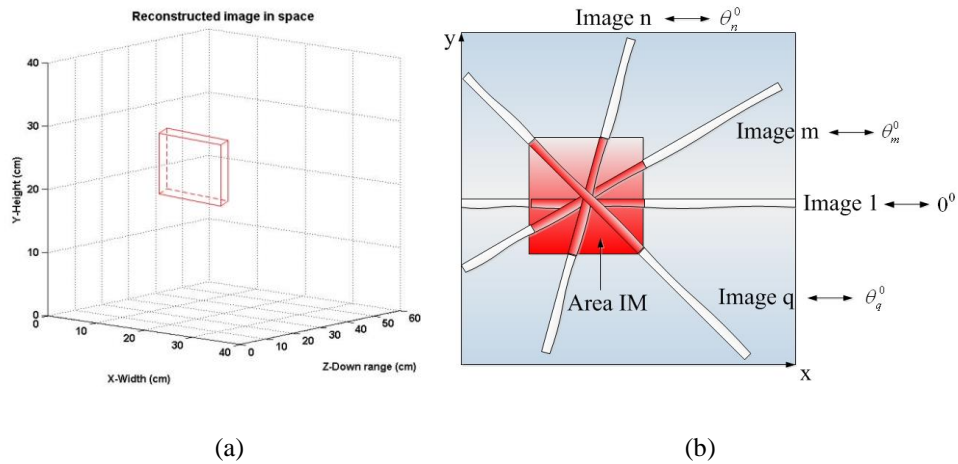 Reconstructed image in space
40
30
20
10
0
Y-Height (cm)
0
10
20
30
40
X-Width (cm)
0
10
20
30
40
50
60
Z-Down range (cm)
(a)
Image n ↔ θₙ⁰
y
Image m ↔ θₘ⁰
Image 1 ↔ 0⁰
Area IM
Image q ↔ θ_q⁰
x
(b)